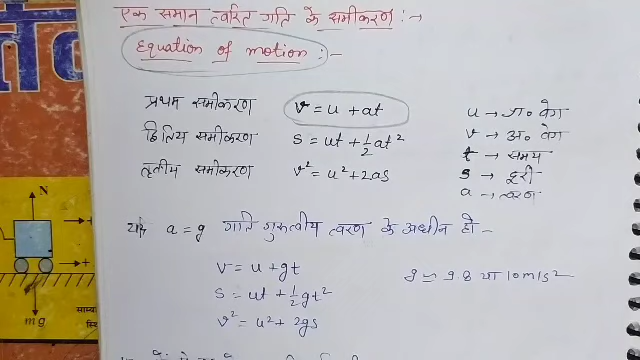 एक समान त्वरित गति के समीकरण :-
Equation of motion :-
प्रथम समीकरण v = u + at
द्वितिय समीकरण s = ut + 1/2 at²
तृतीय समीकरण v² = u² + 2as
u → प्रा० वेग
v → अ० वेग
t → समय
s → दूरी
a → त्वरण
यदि a = g गति गुरुत्वीय त्वरण के अधीन हो -
v = u + gt
s = ut + 1/2 gt²
v² = u² + 2gs
g = 9.8 या 10 m/s²
N
mg